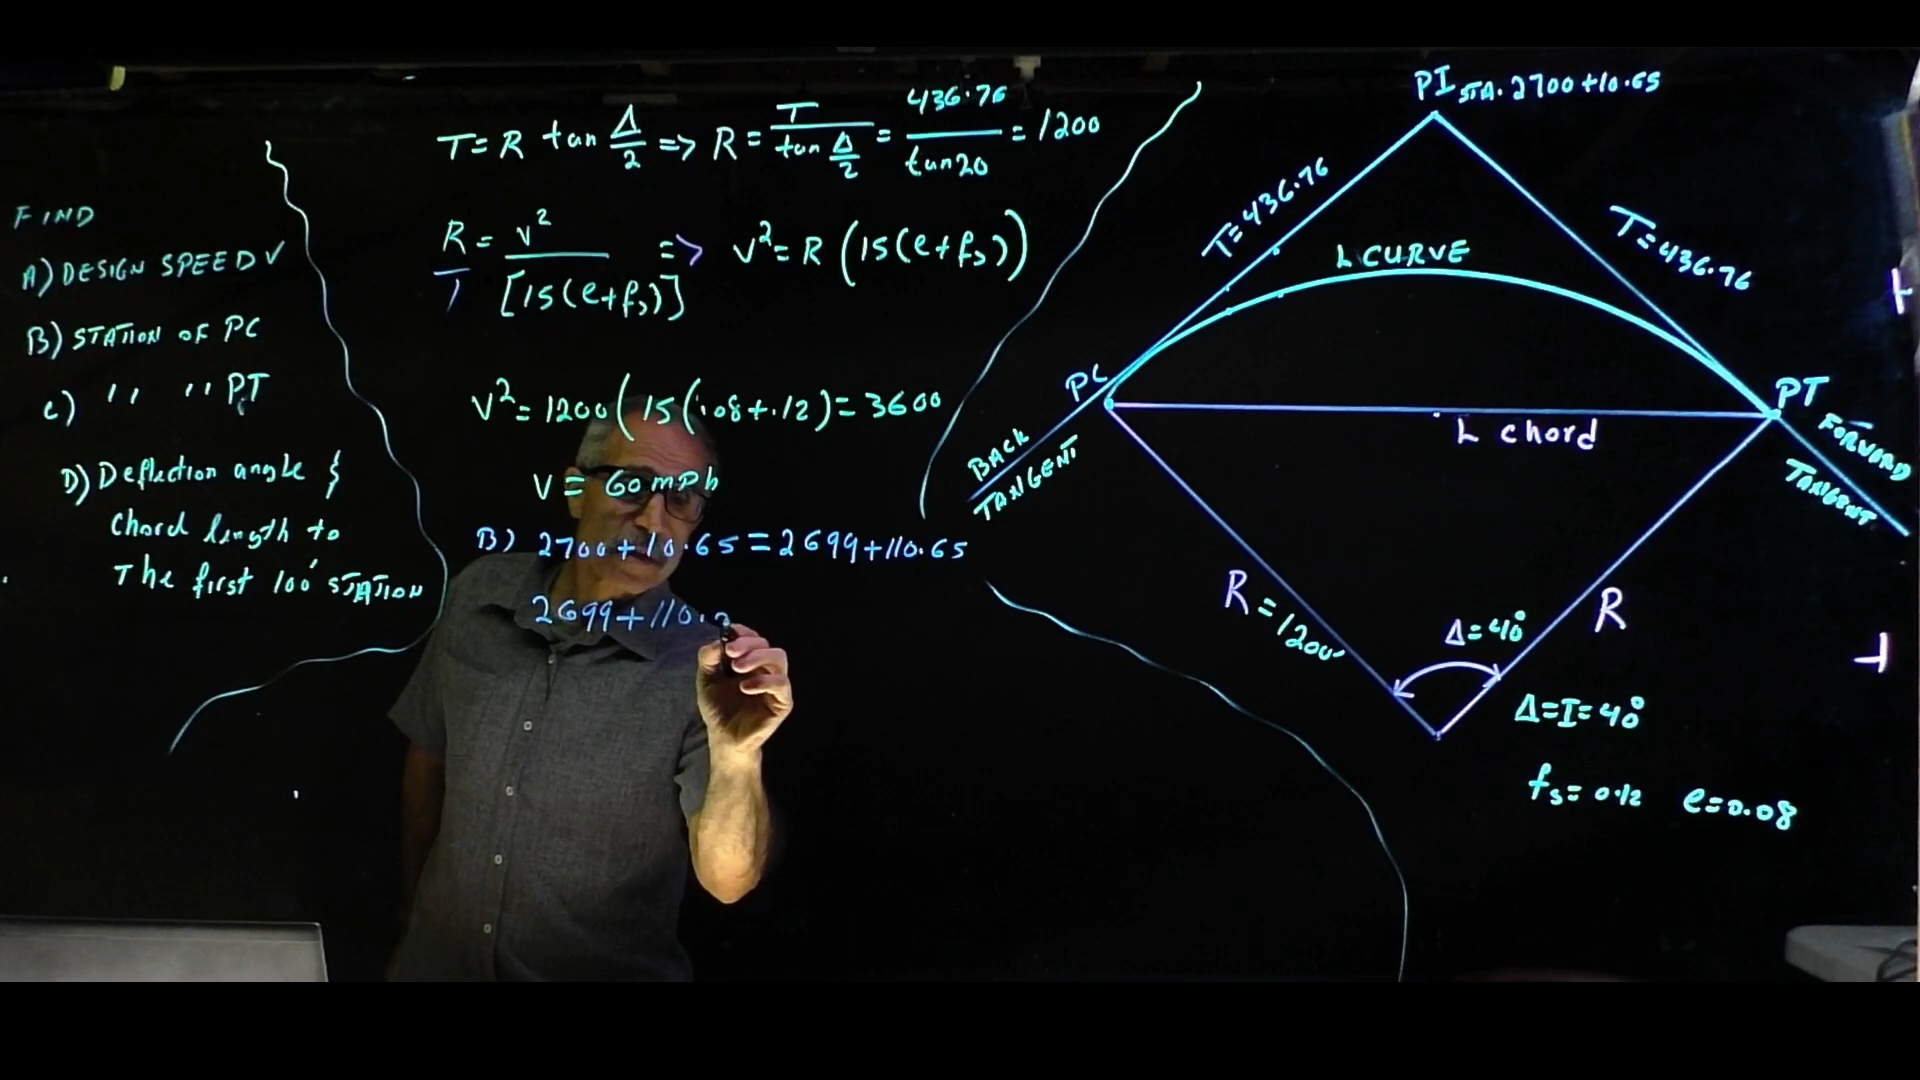 FIND
A) DESIGN SPEED V
B) STATION OF PC
C) " " PT
D) Deflection angle &
Chord length to
The first 100' STATION
T = R tan Δ/2 => R = T / tan Δ/2 = 436.76 / tan20 = 1200
R/1 = V² / [15(e+fs)] => V² = R (15(e+fs))
V² = 1200 (15(.08+.12) = 3600
V = 60 mph
B) 2700+10.65 = 2699+110.65
2699+110.
PI STA. 2700+10.65
T=436.76
T=436.76
L CURVE
PC
PT
BACK
TANGENT
L chord
FORWARD
TANGENT
R = 1200'
R
Δ=40°
Δ=I=40°
fs = 0.12 e=0.08